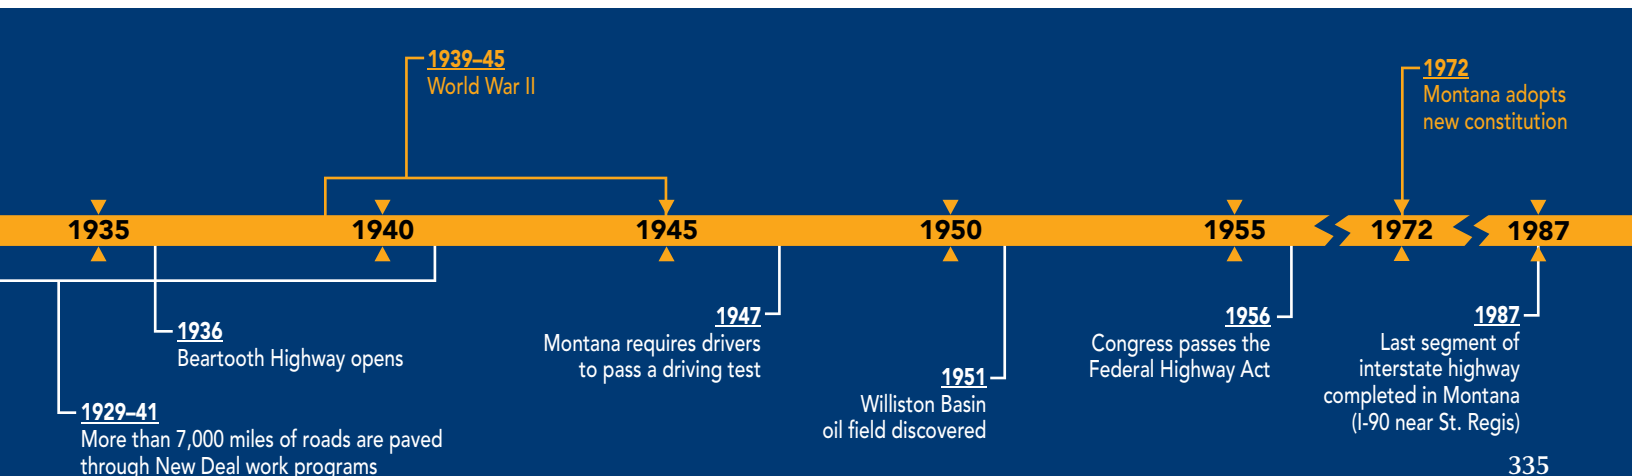 1939–45
World War II
1972
Montana adopts
new constitution
1935
1940
1945
1950
1955
1972
1987
1936
Beartooth Highway opens
1929–41
More than 7,000 miles of roads are paved
through New Deal work programs
1947
Montana requires drivers
to pass a driving test
1951
Williston Basin
oil field discovered
1956
Congress passes the
Federal Highway Act
1987
Last segment of
interstate highway
completed in Montana
(I-90 near St. Regis)
335